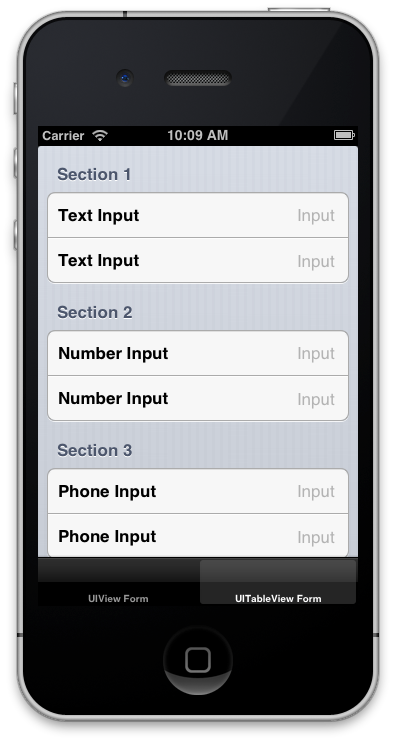 Carrier 10:09 AM
Section 1
Text Input Input
Text Input Input
Section 2
Number Input Input
Number Input Input
Section 3
Phone Input Input
Phone Input Input
UIView Form UITableView Form